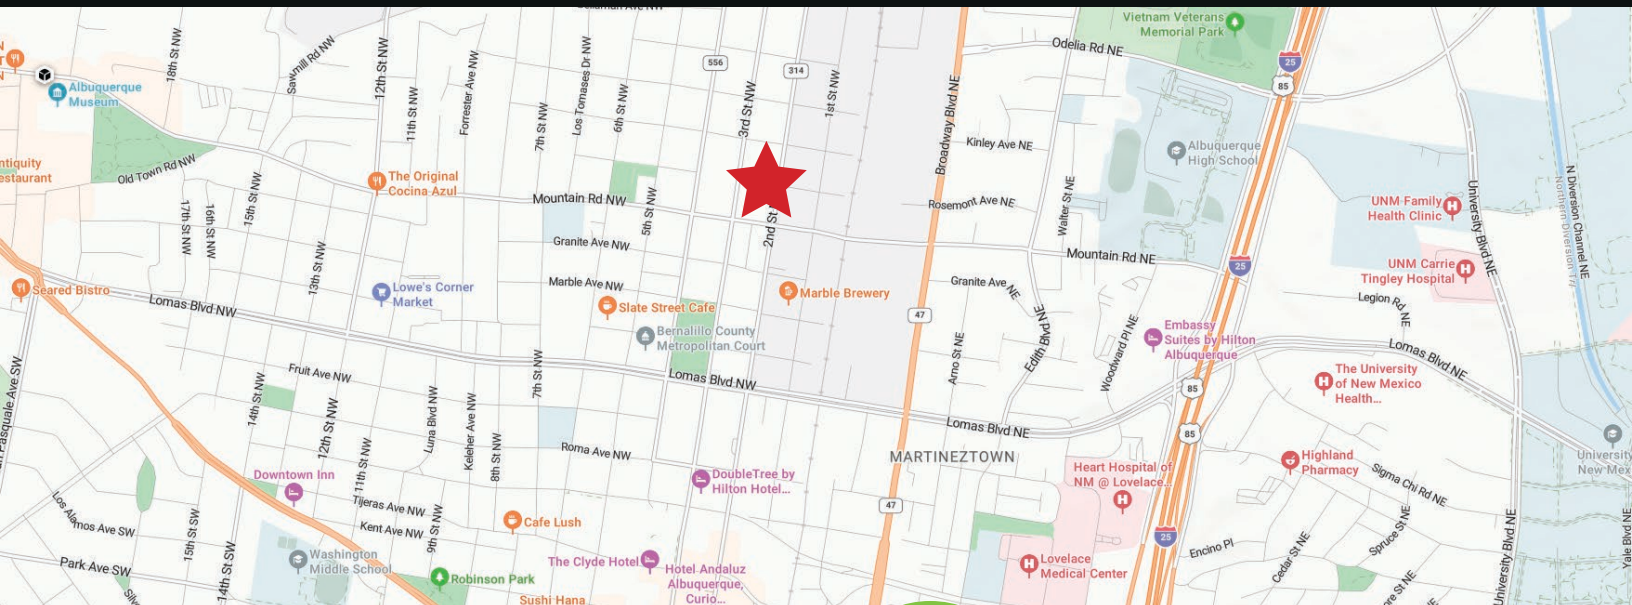 Vietnam Veterans
Memorial Park
Odelia Rd NE
25
85
18th St NW
Sawmill Rd NW
12th St NW
Forrester Ave NW
Los Tomases Dr NW
556
314
3rd St NW
1st St NW
Broadway Blvd NE
Albuquerque
Museum
11th St NW
7th St NW
6th St NW
Kinley Ave NE
Albuquerque
High School
Old Town Rd NW
The Original
Cocina Azul
Mountain Rd NW
5th St NW
2nd St
Rosemont Ave NE
Walter St NE
UNM Family
Health Clinic
University Blvd NE
N Diversion Channel NE
Northern Diversion Trl
17th St NW
16th St NW
15th St NW
13th St NW
Granite Ave NW
Mountain Rd NE
25
UNM Carrie
Tingley Hospital
Seared Bistro
Lomas Blvd NW
Lowe's Corner
Market
Marble Ave NW
Slate Street Cafe
Marble Brewery
Granite Ave NE
Legion Rd NE
47
Bernalillo County
Metropolitan Court
Arno St NE
Edith Blvd NE
Woodward Pl NE
Embassy
Suites by Hilton
Albuquerque
Lomas Blvd NE
Fruit Ave NW
7th St NW
Lomas Blvd NW
85
The University
of New Mexico
Health...
14th St NW
12th St NW
Luna Blvd NW
Keleher Ave NW
8th St NW
Roma Ave NW
Lomas Blvd NE
85
MARTINEZTOWN
University
New Mex
Downtown Inn
11th St NW
DoubleTree by
Hilton Hotel...
Heart Hospital of
NM @ Lovelace...
Highland
Pharmacy
Sigma Chi Rd NE
47
Los Alamos Ave SW
Tijeras Ave NW
Kent Ave NW
9th St NW
Cafe Lush
15th St SW
14th St SW
25
Encino Pl
Cedar St NE
Spruce St NE
University Blvd NE
Yale Blvd NE
Park Ave SW
Washington
Middle School
Robinson Park
The Clyde Hotel
Hotel Andaluz
Albuquerque,
Curio...
Lovelace
Medical Center
Sushi Hana